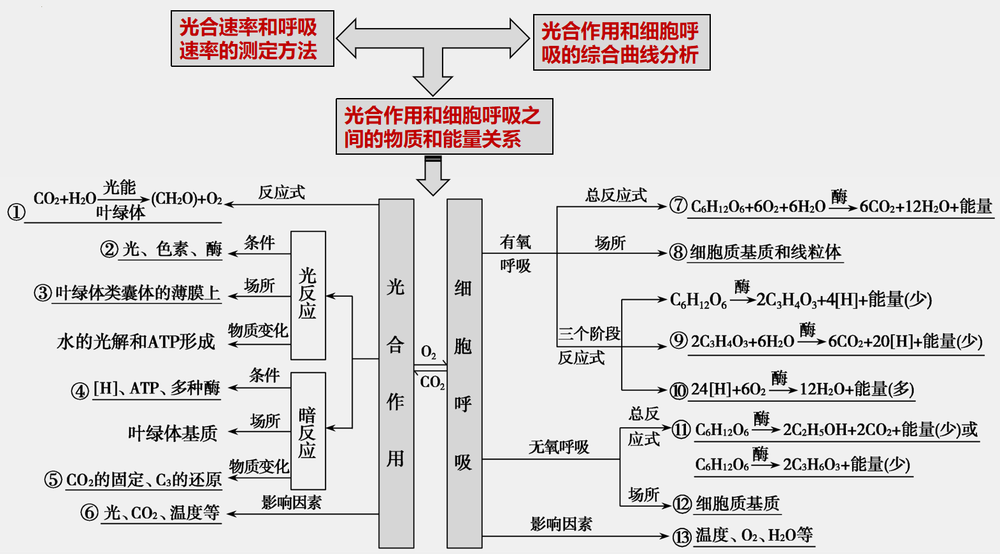 光合速率和呼吸
速率的测定方法
光合作用和细胞呼
吸的综合曲线分析
光合作用和细胞呼吸之
间的物质和能量关系
① CO₂+H₂O 光能 叶绿体 (CH₂O)+O₂
反应式
② 光、色素、酶
条件
③ 叶绿体类囊体的薄膜上
场所
水的光解和ATP形成
物质变化
光反应
④ [H]、ATP、多种酶
条件
叶绿体基质
场所
⑤ CO₂的固定、C₃的还原
物质变化
暗反应
⑥ 光、CO₂、温度等
影响因素
光合作用
O₂
CO₂
细胞呼吸
有氧
呼吸
总反应式
⑦ C₆H₁₂O₆+6O₂+6H₂O 酶 6CO₂+12H₂O+能量
场所
⑧ 细胞质基质和线粒体
三个阶段
反应式
C₆H₁₂O₆ 酶 2C₃H₄O₃+4[H]+能量(少)
⑨ 2C₃H₄O₃+6H₂O 酶 6CO₂+20[H]+能量(少)
⑩ 24[H]+6O₂ 酶 12H₂O+能量(多)
无氧呼吸
总反
应式
⑪ C₆H₁₂O₆ 酶 2C₂H₅OH+2CO₂+能量(少)或
C₆H₁₂O₆ 酶 2C₃H₆O₃+能量(少)
场所
⑫ 细胞质基质
影响因素
⑬ 温度、O₂、H₂O等